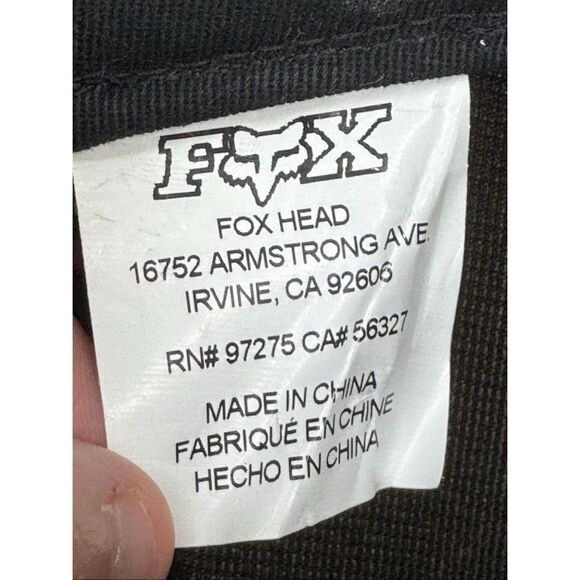 FOX
FOX HEAD
16752 ARMSTRONG AVE.
IRVINE, CA 92606
RN# 97275 CA# 56327
MADE IN CHINA
FABRIQUÉ EN CHINE
HECHO EN CHINA